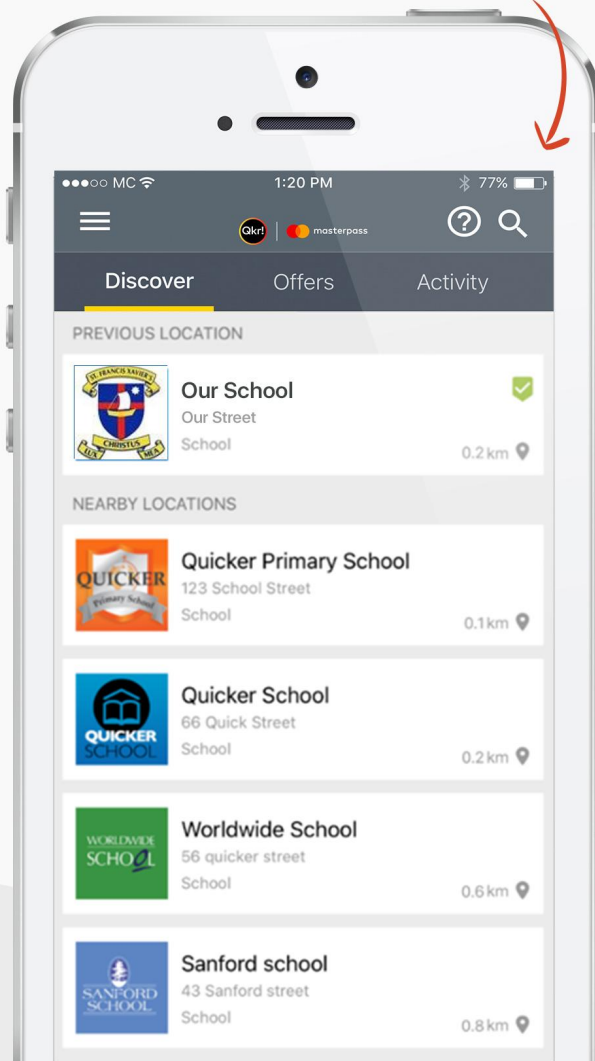 MC 1:20 PM 77%
Qkr! masterpass
Discover Offers Activity
PREVIOUS LOCATION
ST. FRANCIS XAVIER'S
LUX CHRISTUS MEA
Our School
Our Street
School
0.2 km
NEARBY LOCATIONS
QUICKER
Primary School
Quicker Primary School
123 School Street
School
0.1 km
QUICKER
SCHOOL
Quicker School
66 Quick Street
School
0.2 km
WORLDWIDE
SCHOOL
Worldwide School
56 quicker street
School
0.6 km
SANFORD
SCHOOL
Sanford school
43 Sanford street
School
0.8 km